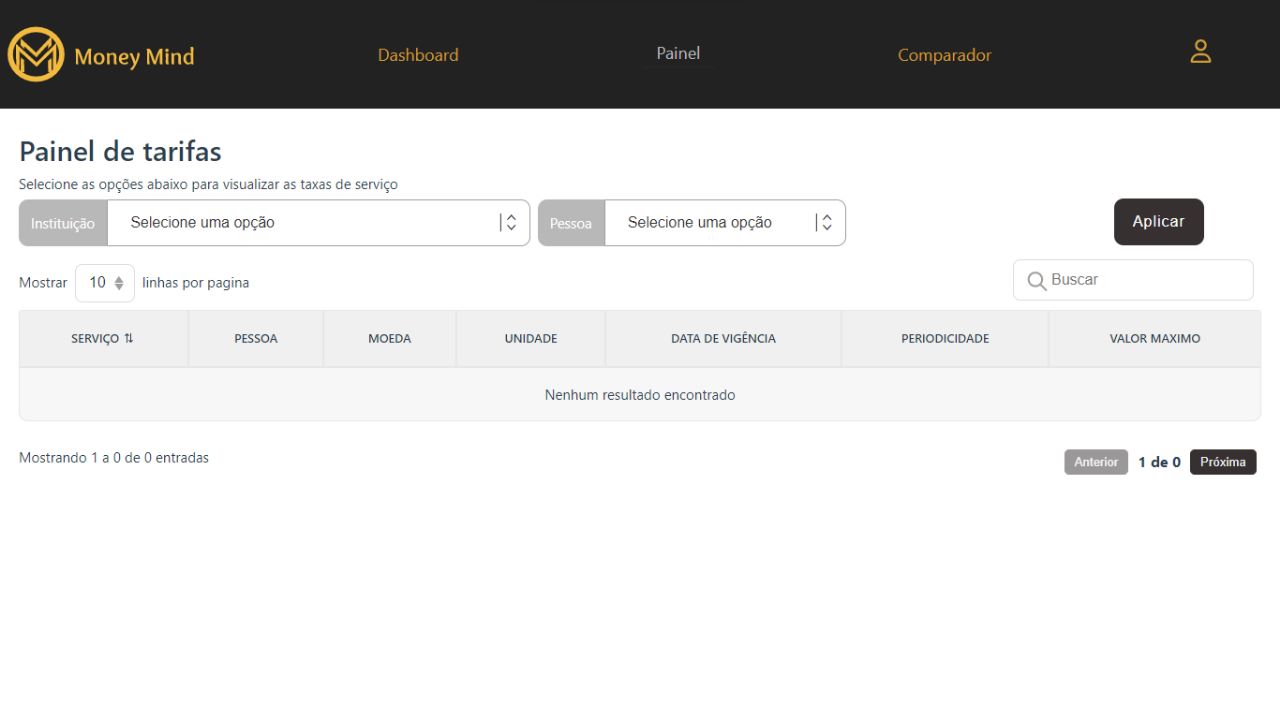 Money Mind Dashboard Painel Comparador
Painel de tarifas
Selecione as opções abaixo para visualizar as taxas de serviço
Instituição Selecione uma opção Pessoa Selecione uma opção Aplicar
Mostrar 10 linhas por pagina Buscar
SERVIÇO PESSOA MOEDA UNIDADE DATA DE VIGÊNCIA PERIODICIDADE VALOR MAXIMO
Nenhum resultado encontrado
Mostrando 1 a 0 de 0 entradas Anterior 1 de 0 Próxima